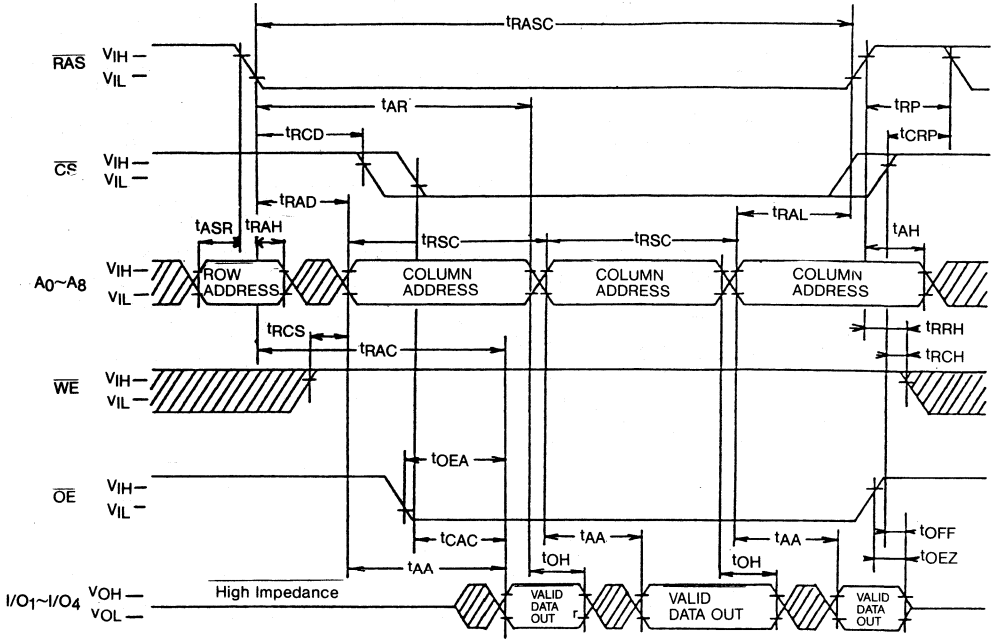 tRASC
RAS VIH
VIL
tAR
tRP
tRCD
tCRP
CS VIH
VIL
tRAD
tRAL
tASR tRAH
tRSC tRSC
tAH
A0~A8 VIH
VIL
ROW
ADDRESS
COLUMN
ADDRESS
COLUMN
ADDRESS
COLUMN
ADDRESS
tRCS
tRRH
tRAC
tRCH
WE VIH
VIL
tOEA
OE VIH
VIL
tOFF
tCAC
tAA
tAA
tOH
tOH
tOEZ
tAA
High Impedance
I/O1~I/O4 VOH
VOL
VALID
DATA
OUT
VALID
DATA OUT
VALID
DATA
OUT